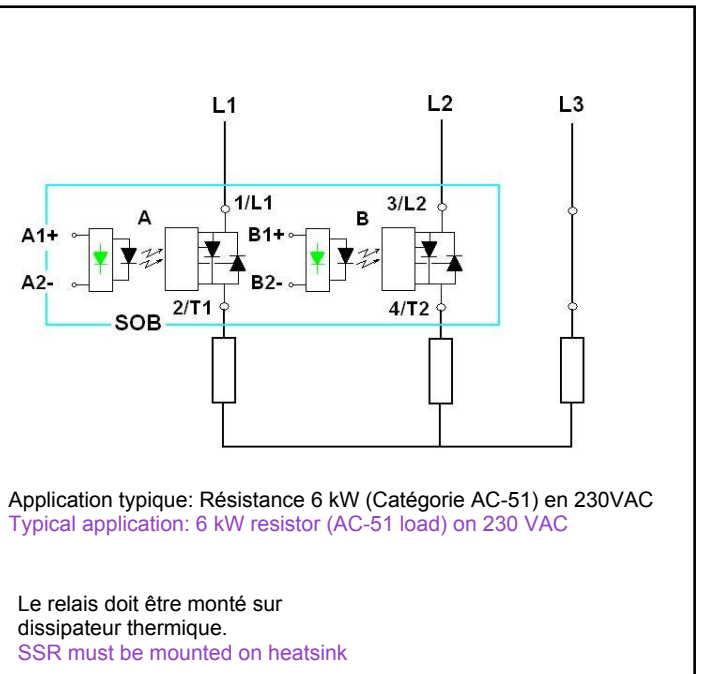 L1 L2 L3
1/L1 3/L2
A B
A1+ B1+
A2- B2-
2/T1 4/T2
SOB
Application typique: Résistance 6 kW (Catégorie AC-51) en 230VAC
Typical application: 6 kW resistor (AC-51 load) on 230 VAC
Le relais doit être monté sur
dissipateur thermique.
SSR must be mounted on heatsink